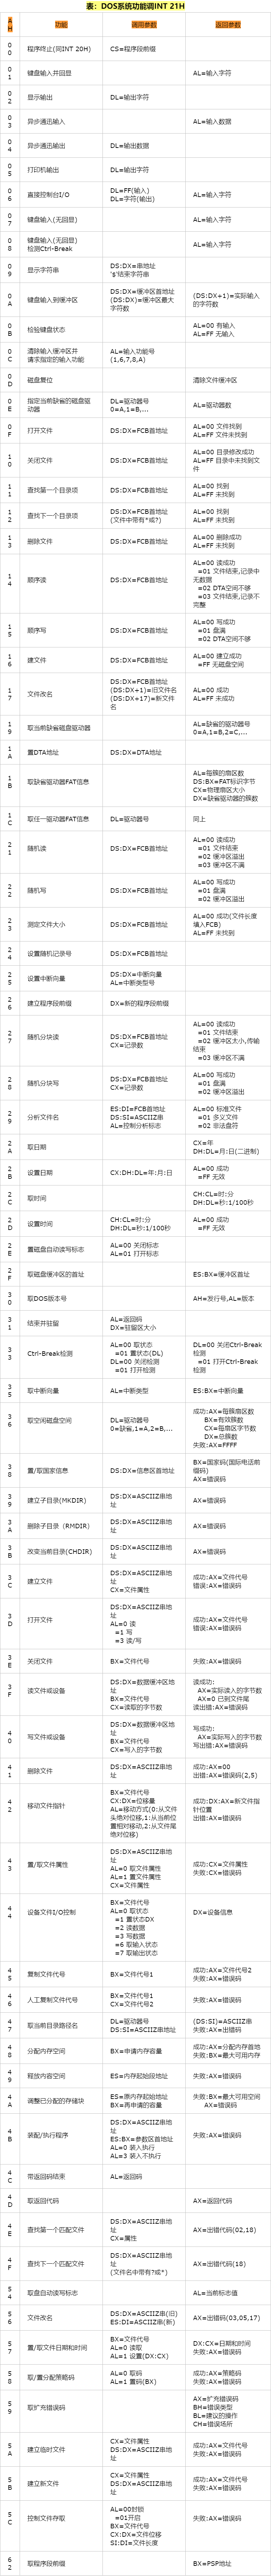 表：DOS系统功能调INT 21H
AH 功能 调用参数 返回参数
00 程序终止(同INT 20H) CS=程序段前缀
01 键盘输入并回显 AL=输入字符
02 显示输出 DL=输出字符
03 异步通迅输入 AL=输入数据
04 异步通迅输出 DL=输出数据
05 打印机输出 DL=输出字符
06 直接控制台I/O
DL=FF(输入)
DL=字符(输出)
AL=输入字符
07 键盘输入(无回显) AL=输入字符
08 键盘输入(无回显)
检测Ctrl-Break
AL=输入字符
09 显示字符串
DS:DX=串地址
'$'结束字符串
0A 键盘输入到缓冲区
DS:DX=缓冲区首地址
(DS:DX)=缓冲区最大
字符数
(DS:DX+1)=实际输入
的字符数
0B 检验键盘状态
AL=00 有输入
AL=FF 无输入
0C 清除输入缓冲区并
请求指定的输入功能
AL=输入功能号
(1,6,7,8,A)
0D 磁盘复位 清除文件缓冲区
0E 指定当前缺省的磁盘驱
动器
DL=驱动器号
0=A,1=B,...
AL=驱动器数
0F 打开文件 DS:DX=FCB首地址
AL=00 文件找到
AL=FF 文件未找到
10 关闭文件 DS:DX=FCB首地址
AL=00 目录修改成功
AL=FF 目录中未找到文
件
11 查找第一个目录项 DS:DX=FCB首地址
AL=00 找到
AL=FF 未找到
12 查找下一个目录项
DS:DX=FCB首地址
(文件中带有*或?)
AL=00 找到
AL=FF 未找到
13 删除文件 DS:DX=FCB首地址
AL=00 删除成功
AL=FF 未找到
14 顺序读 DS:DX=FCB首地址
AL=00 读成功
=01 文件结束,记录中
无数据
=02 DTA空间不够
=03 文件结束,记录不
完整
15 顺序写 DS:DX=FCB首地址
AL=00 写成功
=01 盘满
=02 DTA空间不够
16 建文件 DS:DX=FCB首地址
AL=00 建立成功
=FF 无磁盘空间
17 文件改名
DS:DX=FCB首地址
(DS:DX+1)=旧文件名
(DS:DX+17)=新文件
名
AL=00 成功
AL=FF 未成功
19 取当前缺省磁盘驱动器
AL=缺省的驱动器号
0=A,1=B,2=C,...
1A 置DTA地址 DS:DX=DTA地址
1B 取缺省驱动器FAT信息
AL=每簇的扇区数
DS:BX=FAT标识字节
CX=物理扇区大小
DX=缺省驱动器的簇数
1C 取任一驱动器FAT信息 DL=驱动器号 同上
21 随机读 DS:DX=FCB首地址
AL=00 读成功
=01 文件结束
=02 缓冲区溢出
=03 缓冲区不满
22 随机写 DS:DX=FCB首地址
AL=00 写成功
=01 盘满
=02 缓冲区溢出
23 测定文件大小 DS:DX=FCB首地址
AL=00 成功(文件长度
填入FCB)
AL=FF 未找到
24 设置随机记录号 DS:DX=FCB首地址
25 设置中断向量
DS:DX=中断向量
AL=中断类型号
26 建立程序段前缀 DX=新的程序段前缀
27 随机分块读
DS:DX=FCB首地址
CX=记录数
AL=00 读成功
=01 文件结束
=02 缓冲区太小,传输
结束
=03 缓冲区不满
28 随机分块写
DS:DX=FCB首地址
CX=记录数
AL=00 写成功
=01 盘满
=02 缓冲区溢出
29 分析文件名
ES:DI=FCB首地址
DS:SI=ASCIIZ串
AL=控制分析标志
AL=00 标准文件
=01 多义文件
=02 非法盘符
2A 取日期
CX=年
DH:DL=月:日(二进制)
2B 设置日期 CX:DH:DL=年:月:日
AL=00 成功
=FF 无效
2C 取时间
CH:CL=时:分
DH:DL=秒:1/100秒
2D 设置时间
CH:CL=时:分
DH:DL=秒:1/100秒
AL=00 成功
=FF 无效
2E 置磁盘自动读写标志
AL=00 关闭标志
AL=01 打开标志
2F 取磁盘缓冲区的首址 ES:BX=缓冲区首址
30 取DOS版本号 AH=发行号,AL=版本
31 结束并驻留
AL=返回码
DX=驻留区大小
33 Ctrl-Break检测
AL=00 取状态
=01 置状态(DL)
DL=00 关闭检测
=01 打开检测
DL=00 关闭Ctrl-Break
检测
=01 打开Ctrl-Break
检测
35 取中断向量 AL=中断类型 ES:BX=中断向量
36 取空闲磁盘空间
DL=驱动器号
0=缺省,1=A,2=B,...
成功:AX=每簇扇区数
BX=有效簇数
CX=每扇区字节数
DX=总簇数
失败:AX=FFFF
38 置/取国家信息 DS:DX=信息区首地址
BX=国家码(国际电话前
缀码)
AX=错误码
39 建立子目录(MKDIR)
DS:DX=ASCIIZ串地
址
AX=错误码
3A 删除子目录（RMDIR）
DS:DX=ASCIIZ串地
址
AX=错误码
3B 改变当前目录(CHDIR)
DS:DX=ASCIIZ串地
址
AX=错误码
3C 建立文件
DS:DX=ASCIIZ串地
址
CX=文件属性
成功:AX=文件代号
错误:AX=错误码
3D 打开文件
DS:DX=ASCIIZ串地
址
AL=0 读
=1 写
=3 读/写
成功:AX=文件代号
错误:AX=错误码
3E 关闭文件 BX=文件代号 失败:AX=错误码
3F 读文件或设备
DS:DX=数据缓冲区地
址
BX=文件代号
CX=读取的字节数
读成功:
AX=实际读入的字节数
AX=0 已到文件尾
读出错:AX=错误码
40 写文件或设备
DS:DX=数据缓冲区地
址
BX=文件代号
CX=写入的字节数
写成功:
AX=实际写入的字节数
写出错:AX=错误码
41 删除文件
DS:DX=ASCIIZ串地
址
成功:AX=00
出错:AX=错误码(2,5)
42 移动文件指针
BX=文件代号
CX:DX=位移量
AL=移动方式(0:从文件
头绝对位移,1:从当前位
置相对移动,2:从文件尾
绝对位移)
成功:DX:AX=新文件指
针位置
出错:AX=错误码
43 置/取文件属性
DS:DX=ASCIIZ串地
址
AL=0 取文件属性
AL=1 置文件属性
CX=文件属性
成功:CX=文件属性
失败:CX=错误码
44 设备文件I/O控制
BX=文件代号
AL=0 取状态
=1 置状态DX
=2 读数据
=3 写数据
=6 取输入状态
=7 取输出状态
DX=设备信息
45 复制文件代号 BX=文件代号1
成功:AX=文件代号2
失败:AX=错误码
46 人工复制文件代号
BX=文件代号1
CX=文件代号2
失败:AX=错误码
47 取当前目录路径名
DL=驱动器号
DS:SI=ASCIIZ串地址
(DS:SI)=ASCIIZ串
失败:AX=出错码
48 分配内存空间 BX=申请内存容量
成功:AX=分配内存首地
失败:BX=最大可用内存
49 释放内容空间 ES=内存起始段地址 失败:AX=错误码
4A 调整已分配的存储块
ES=原内存起始地址
BX=再申请的容量
失败:BX=最大可用空间
AX=错误码
4B 装配/执行程序
DS:DX=ASCIIZ串地
址
ES:BX=参数区首地址
AL=0 装入执行
AL=3 装入不执行
失败:AX=错误码
4C 带返回码结束 AL=返回码
4D 取返回代码 AX=返回代码
4E 查找第一个匹配文件
DS:DX=ASCIIZ串地
址
CX=属性
AX=出错代码(02,18)
4F 查找下一个匹配文件
DS:DX=ASCIIZ串地
址
(文件名中带有?或*)
AX=出错代码(18)
54 取盘自动读写标志 AL=当前标志值
56 文件改名
DS:DX=ASCIIZ串(旧)
ES:DI=ASCIIZ串(新)
AX=出错码(03,05,17)
57 置/取文件日期和时间
BX=文件代号
AL=0 读取
AL=1 设置(DX:CX)
DX:CX=日期和时间
失败:AX=错误码
58 取/置分配策略码
AL=0 取码
AL=1 置码(BX)
成功:AX=策略码
失败:AX=错误码
59 取扩充错误码
AX=扩充错误码
BH=错误类型
BL=建议的操作
CH=错误场所
5A 建立临时文件
CX=文件属性
DS:DX=ASCIIZ串地
址
成功:AX=文件代号
失败:AX=错误码
5B 建立新文件
CX=文件属性
DS:DX=ASCIIZ串地
址
成功:AX=文件代号
失败:AX=错误码
5C 控制文件存取
AL=00封锁
=01开启
BX=文件代号
CX:DX=文件位移
SI:DI=文件长度
失败:AX=错误码
62 取程序段前缀 BX=PSP地址